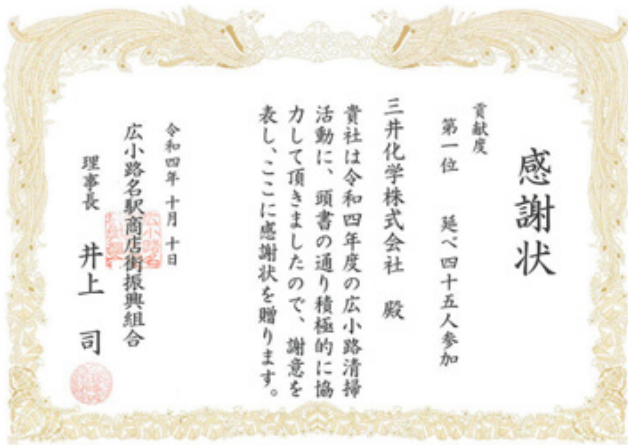 感謝状
貢献度
第一位 延べ四十五人参加
三井化学株式会社 殿
貴社は令和四年度の広小路清掃
活動に、頭書の通り積極的に協
力して頂きましたので、謝意を
表し、ここに感謝状を贈ります。
令和四年十月十日
広小路名駅商店街振興組合
理事長 井上 司